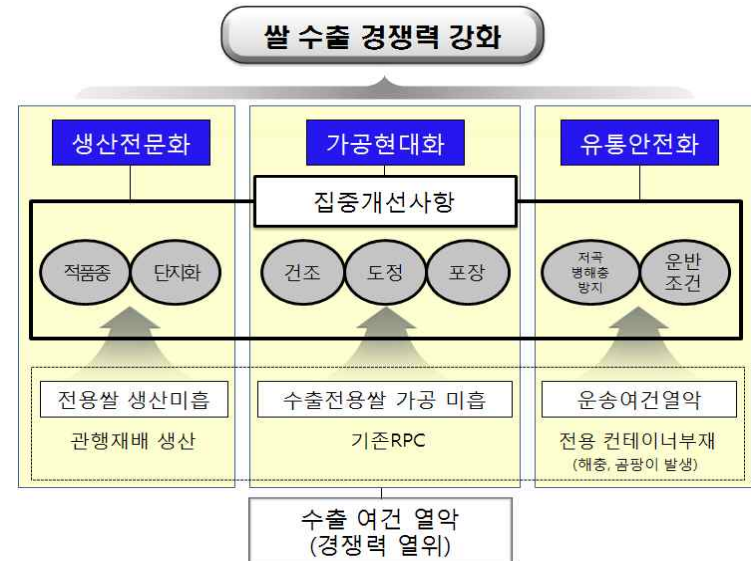 쌀 수출 경쟁력 강화
생산전문화
가공현대화
유통안전화
집중개선사항
적품종
단지화
건조
도정
포장
저곡
병해충
방지
운반
조건
전용쌀 생산미흡
수출전용쌀 가공 미흡
운송여건열악
관행재배 생산
기존RPC
전용 컨테이너부재
(해충, 곰팡이 발생)
수출 여건 열악
(경쟁력 열위)